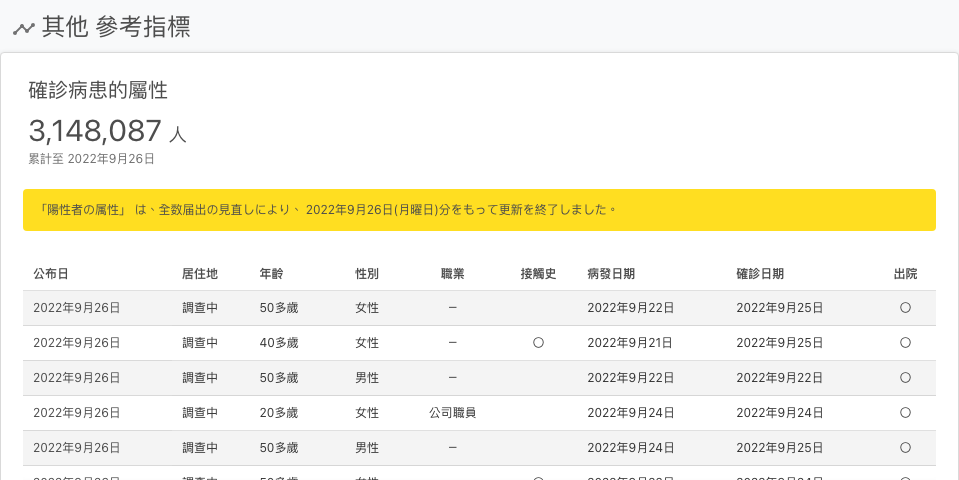 其他 參考指標
確診病患的屬性
3,148,087 人
累計至 2022年9月26日
「陽性者の属性」 は、全数届出の見直しにより、 2022年9月26日(月曜日)分をもって更新を終了しました。
公布日 居住地 年齡 性別 職業 接觸史 病發日期 確診日期 出院
2022年9月26日 調查中 50多歲 女性 － 2022年9月22日 2022年9月25日 〇
2022年9月26日 調查中 40多歲 女性 － 〇 2022年9月21日 2022年9月25日 〇
2022年9月26日 調查中 50多歲 男性 － 2022年9月22日 2022年9月22日 〇
2022年9月26日 調查中 20多歲 女性 公司職員 2022年9月24日 2022年9月24日 〇
2022年9月26日 調查中 50多歲 男性 － 2022年9月24日 2022年9月25日 〇